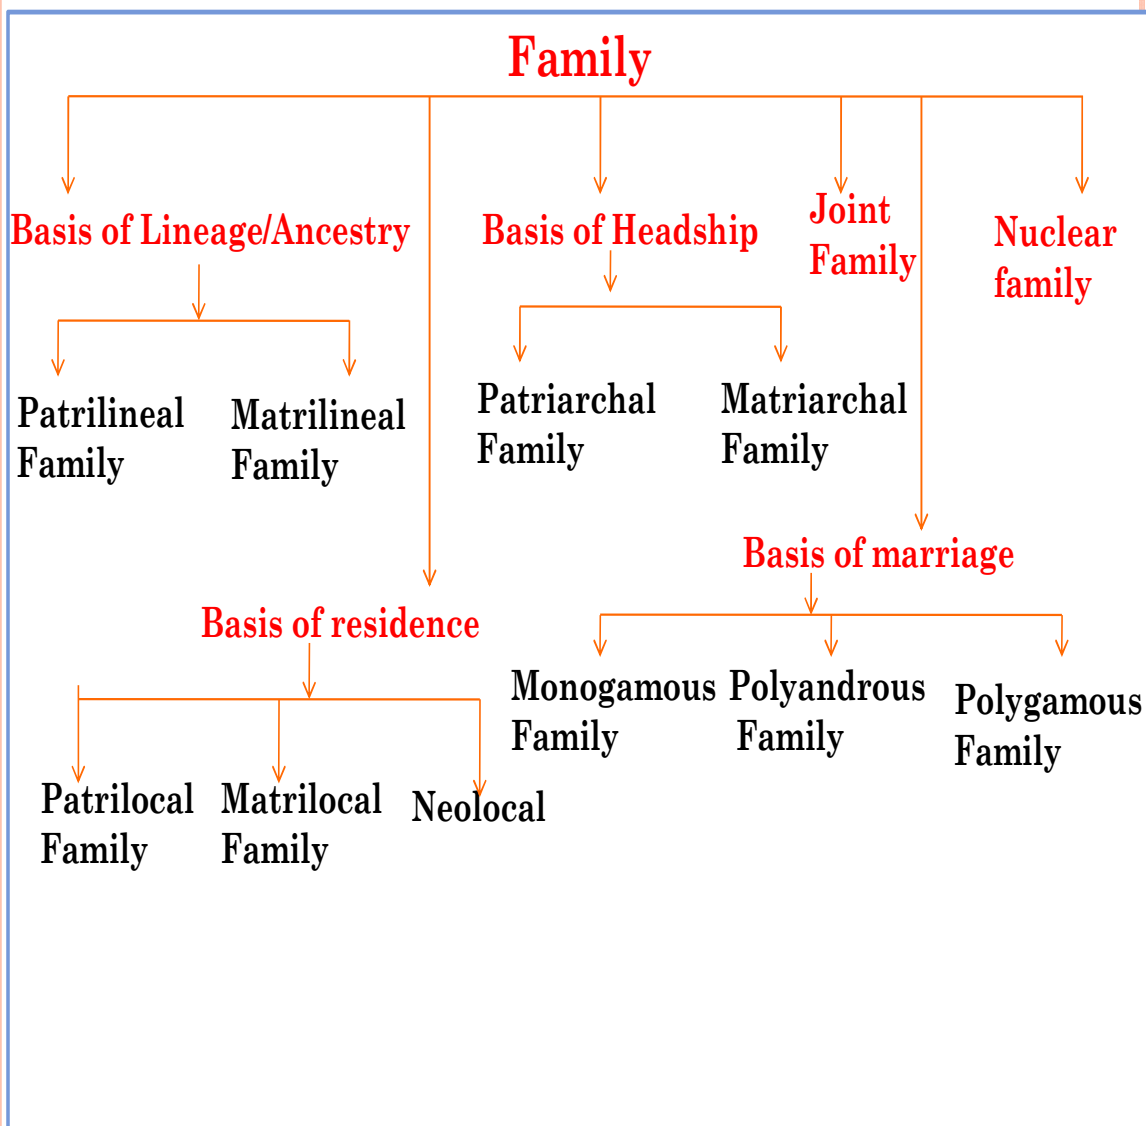 Family
Basis of Lineage/Ancestry
Basis of Headship
Joint
Family
Nuclear
family
Patrilineal
Family
Matrilineal
Family
Patriarchal
Family
Matriarchal
Family
Basis of marriage
Basis of residence
Monogamous
Family
Polyandrous
Family
Polygamous
Family
Patrilocal
Family
Matrilocal
Family
Neolocal